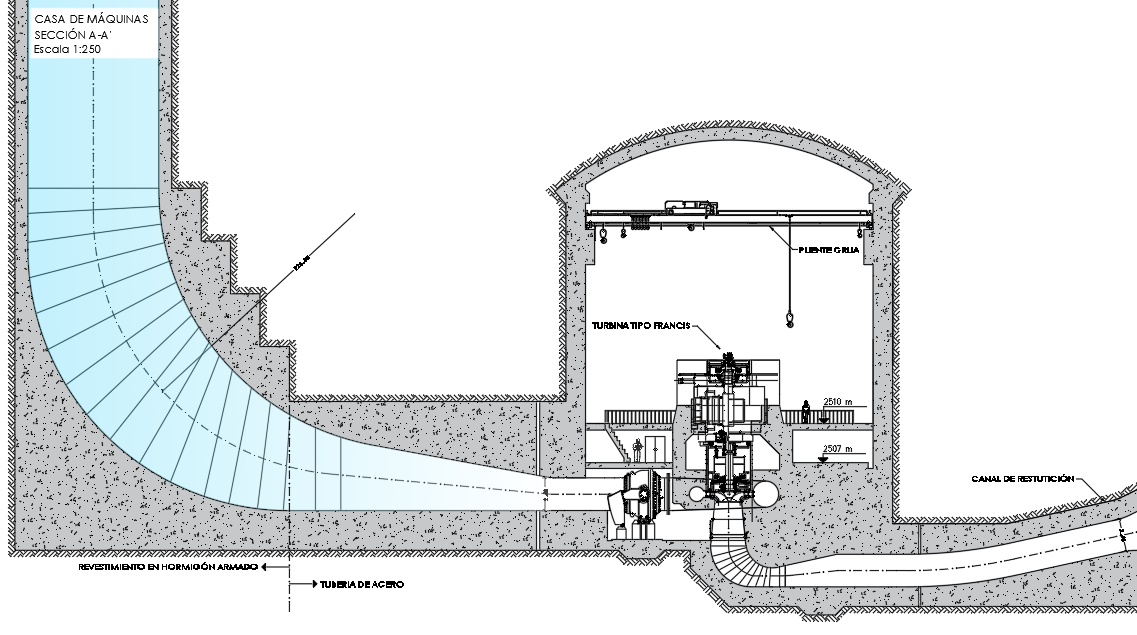 CASA DE MÁQUINAS
SECCIÓN A-A'
Escala 1:250
PUENTE GRUA
TURBINA TIPO FRANCIS
2510 m
2507 m
CANAL DE RESTUTICIÓN
REVESTIMIENTO EN HORMIGÓN ARMADO
TUBERIA DE ACERO